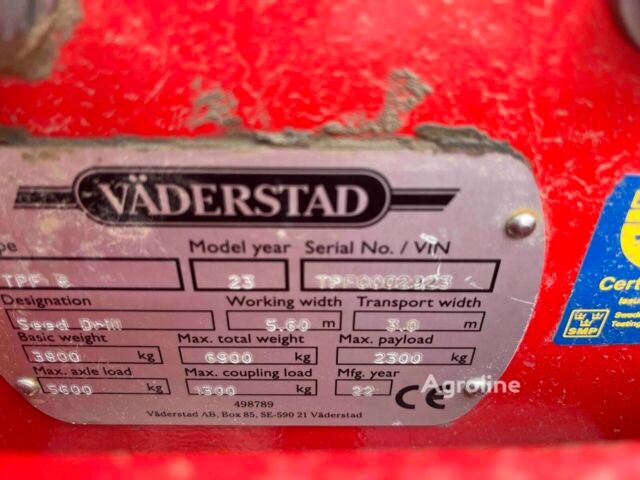 VÄDERSTAD
Model year Serial No. / VIN
23
Designation Working width Transport width
Seed Drill 5,60 m 3,0 m
Basic weight Max. total weight Max. payload
3800 kg 6900 kg 2300 kg
Max. axle load Max. coupling load Mfg. year
5600 kg 1300 kg 22 CE
498789
Väderstad AB, Box 85, SE-590 21 Väderstad
SMP
Agroline